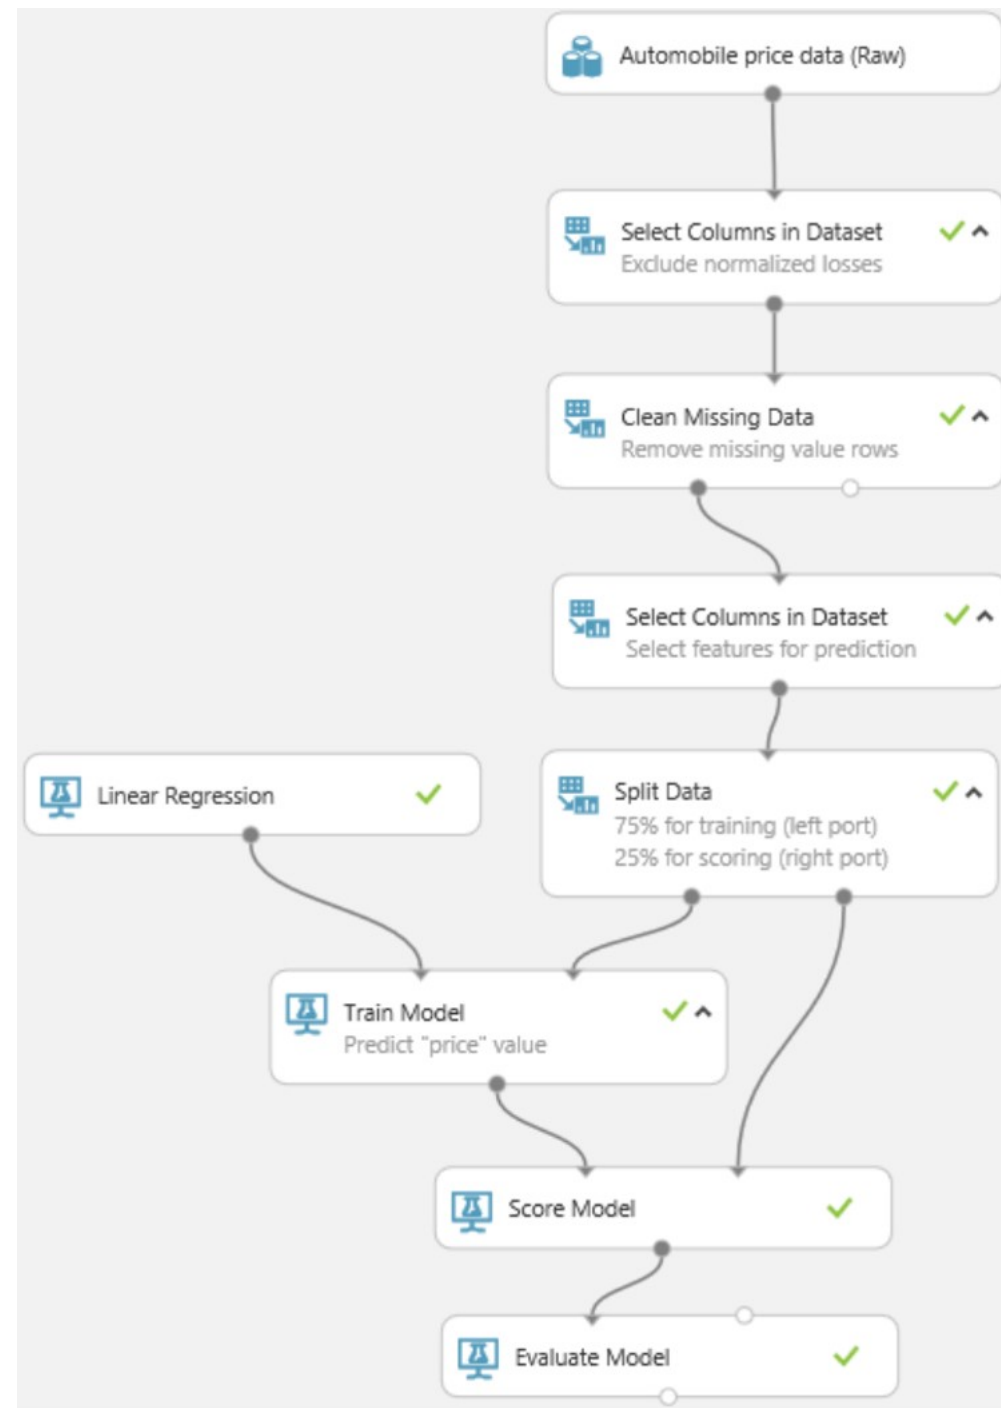 Automobile price data (Raw)
Select Columns in Dataset
Exclude normalized losses
Clean Missing Data
Remove missing value rows
Select Columns in Dataset
Select features for prediction
Linear Regression
Split Data
75% for training (left port)
25% for scoring (right port)
Train Model
Predict "price" value
Score Model
Evaluate Model